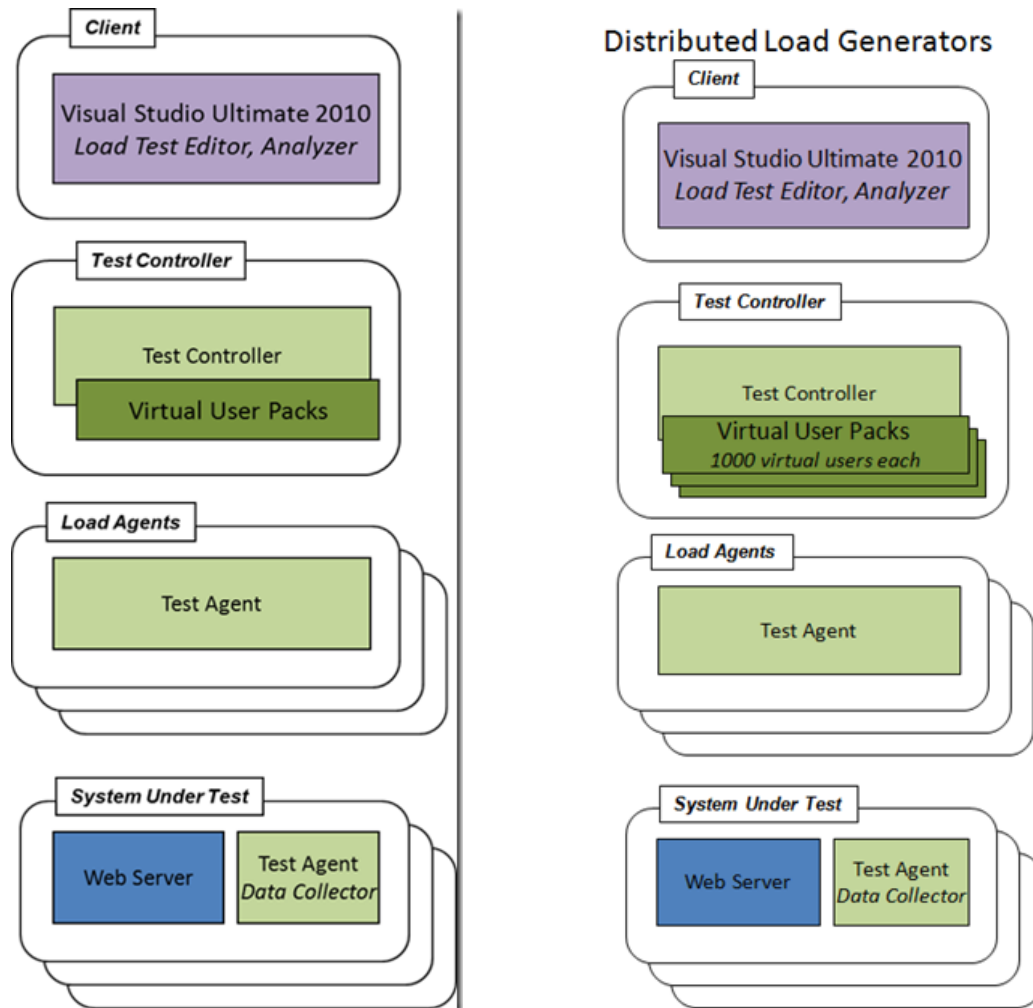 Client
Visual Studio Ultimate 2010
Load Test Editor, Analyzer
Test Controller
Test Controller
Virtual User Packs
Load Agents
Test Agent
System Under Test
Web Server
Test Agent
Data Collector
Distributed Load Generators
Client
Visual Studio Ultimate 2010
Load Test Editor, Analyzer
Test Controller
Test Controller
Virtual User Packs
1000 virtual users each
Load Agents
Test Agent
System Under Test
Web Server
Test Agent
Data Collector